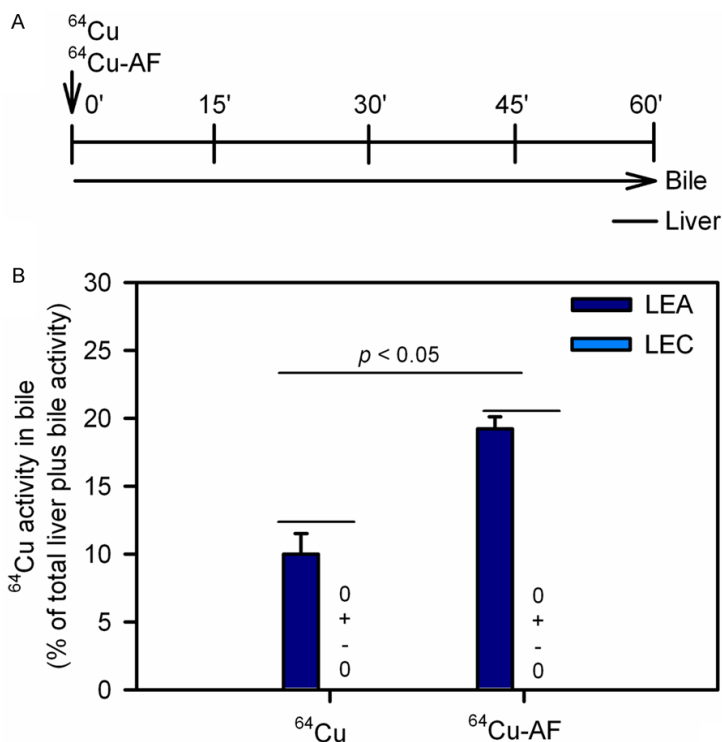 A
⁶⁴Cu
⁶⁴Cu-AF
0' 15' 30' 45' 60'
Bile
Liver
B
⁶⁴Cu activity in bile
(% of total liver plus bile activity)
30
25
20
15
10
5
0
LEA
LEC
p < 0.05
0 + - 0
0 + - 0
⁶⁴Cu ⁶⁴Cu-AF